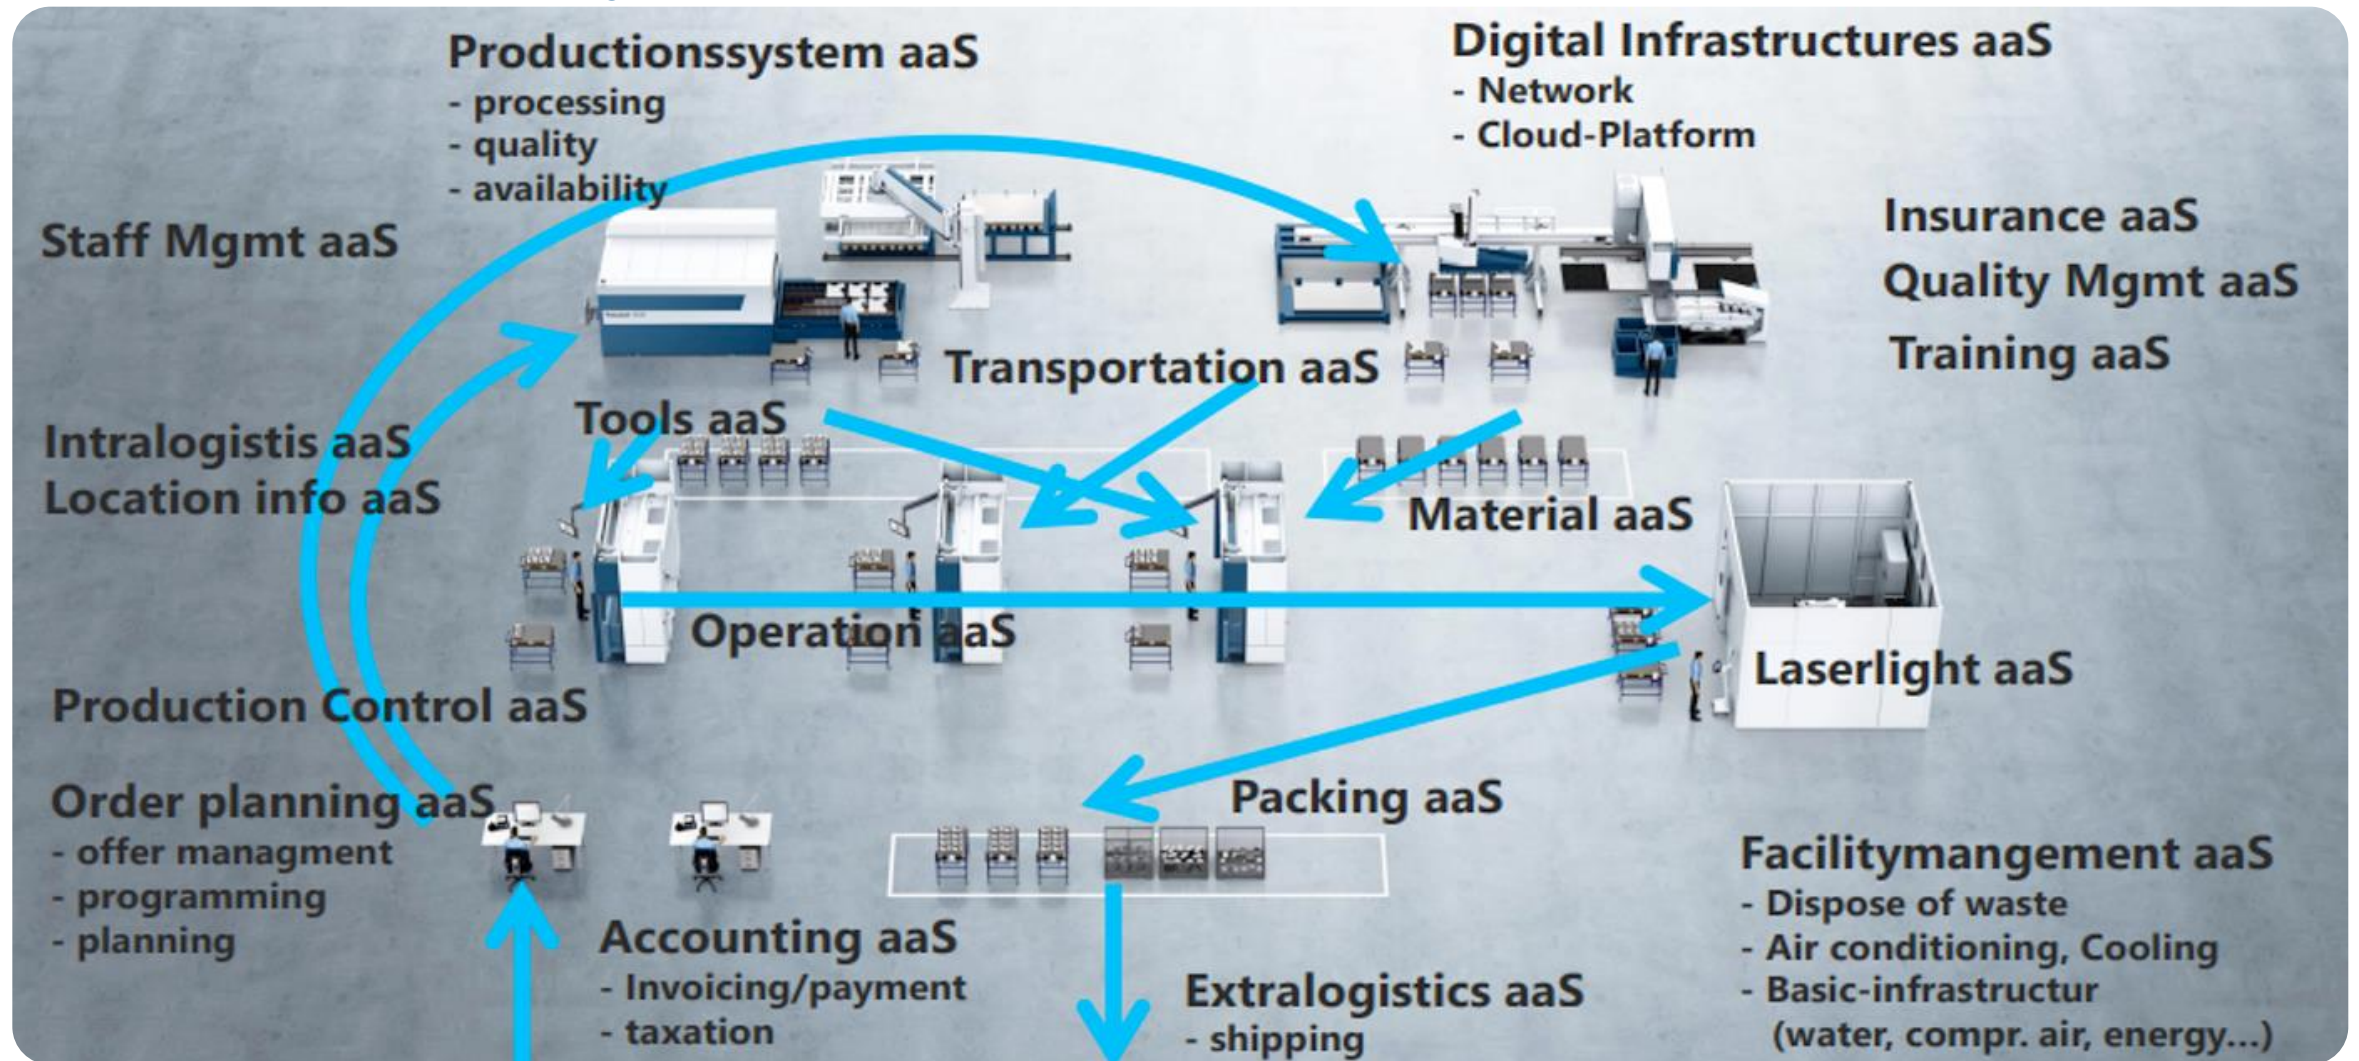 Productionssystem aaS
- processing
- quality
- availability
Digital Infrastructures aaS
- Network
- Cloud-Platform
Staff Mgmt aaS
Insurance aaS
Quality Mgmt aaS
Training aaS
Transportation aaS
Tools aaS
Intralogistis aaS
Location info aaS
Material aaS
Operation aaS
Laserlight aaS
Production Control aaS
Order planning aaS
- offer managment
- programming
- planning
Packing aaS
Accounting aaS
- Invoicing/payment
- taxation
Extralogistics aaS
- shipping
Facilitymangement aaS
- Dispose of waste
- Air conditioning, Cooling
- Basic-infrastructur
(water, compr. air, energy...)